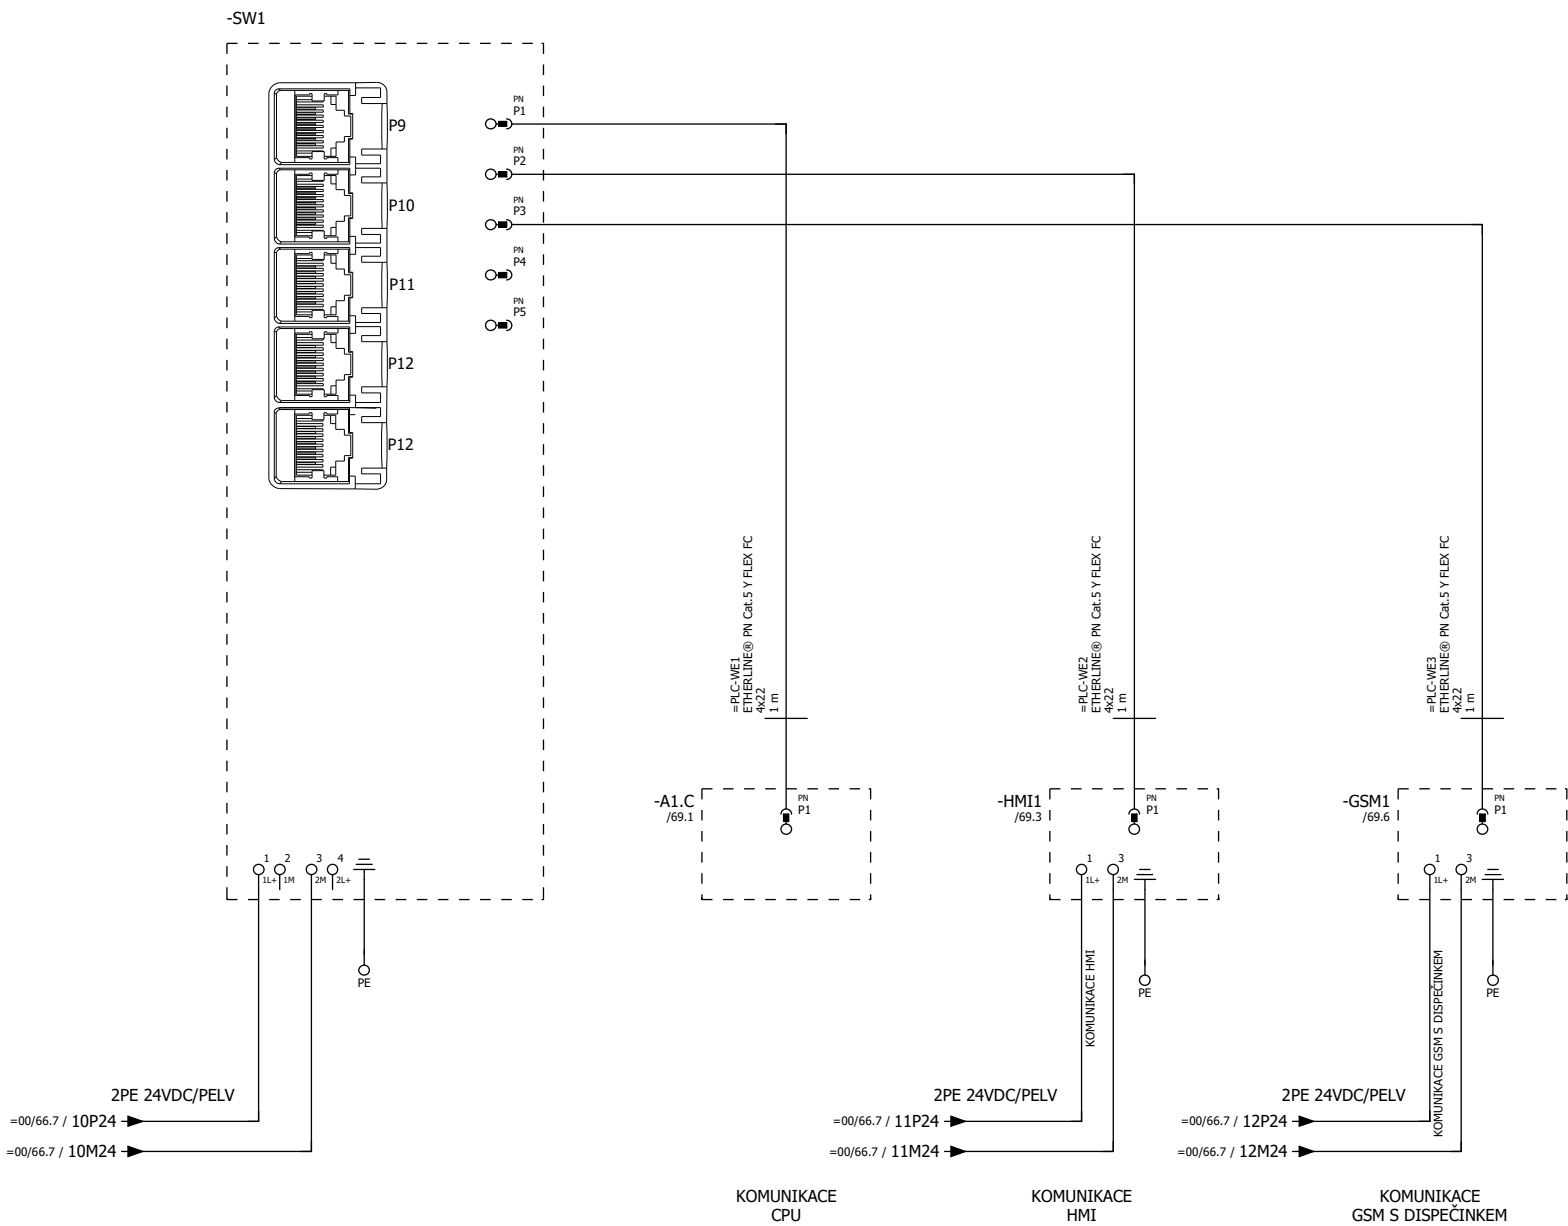 -SW1
P9
P10
P11
P12
P12
PN
P1
PN
P2
PN
P3
PN
P4
PN
P5
=PLC-WE1
ETHERLINE® PN Cat.5 Y FLEX FC
4x22
1 m
=PLC-WE2
ETHERLINE® PN Cat.5 Y FLEX FC
4x22
1 m
=PLC-WE3
ETHERLINE® PN Cat.5 Y FLEX FC
4x22
1 m
-A1.C
/69.1
PN
P1
-HMI1
/69.3
PN
P1
-GSM1
/69.6
PN
P1
1 2 3 4
1L+ 1M 2M 2L+
PE
1 3
1L+ 2M
PE
KOMUNIKACE HMI
1 3
1L+ 2M
PE
KOMUNIKACE GSM S DISPEČINKEM
2PE 24VDC/PELV
=00/66.7 / 10P24
=00/66.7 / 10M24
2PE 24VDC/PELV
=00/66.7 / 11P24
=00/66.7 / 11M24
2PE 24VDC/PELV
=00/66.7 / 12P24
=00/66.7 / 12M24
KOMUNIKACE
CPU
KOMUNIKACE
HMI
KOMUNIKACE
GSM S DISPEČINKEM